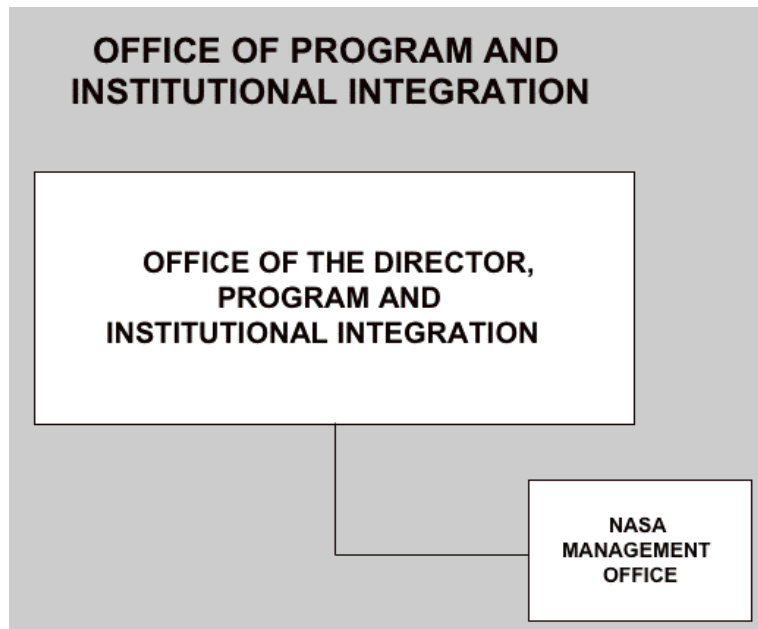 OFFICE OF PROGRAM AND
INSTITUTIONAL INTEGRATION
OFFICE OF THE DIRECTOR,
PROGRAM AND
INSTITUTIONAL INTEGRATION
NASA
MANAGEMENT
OFFICE